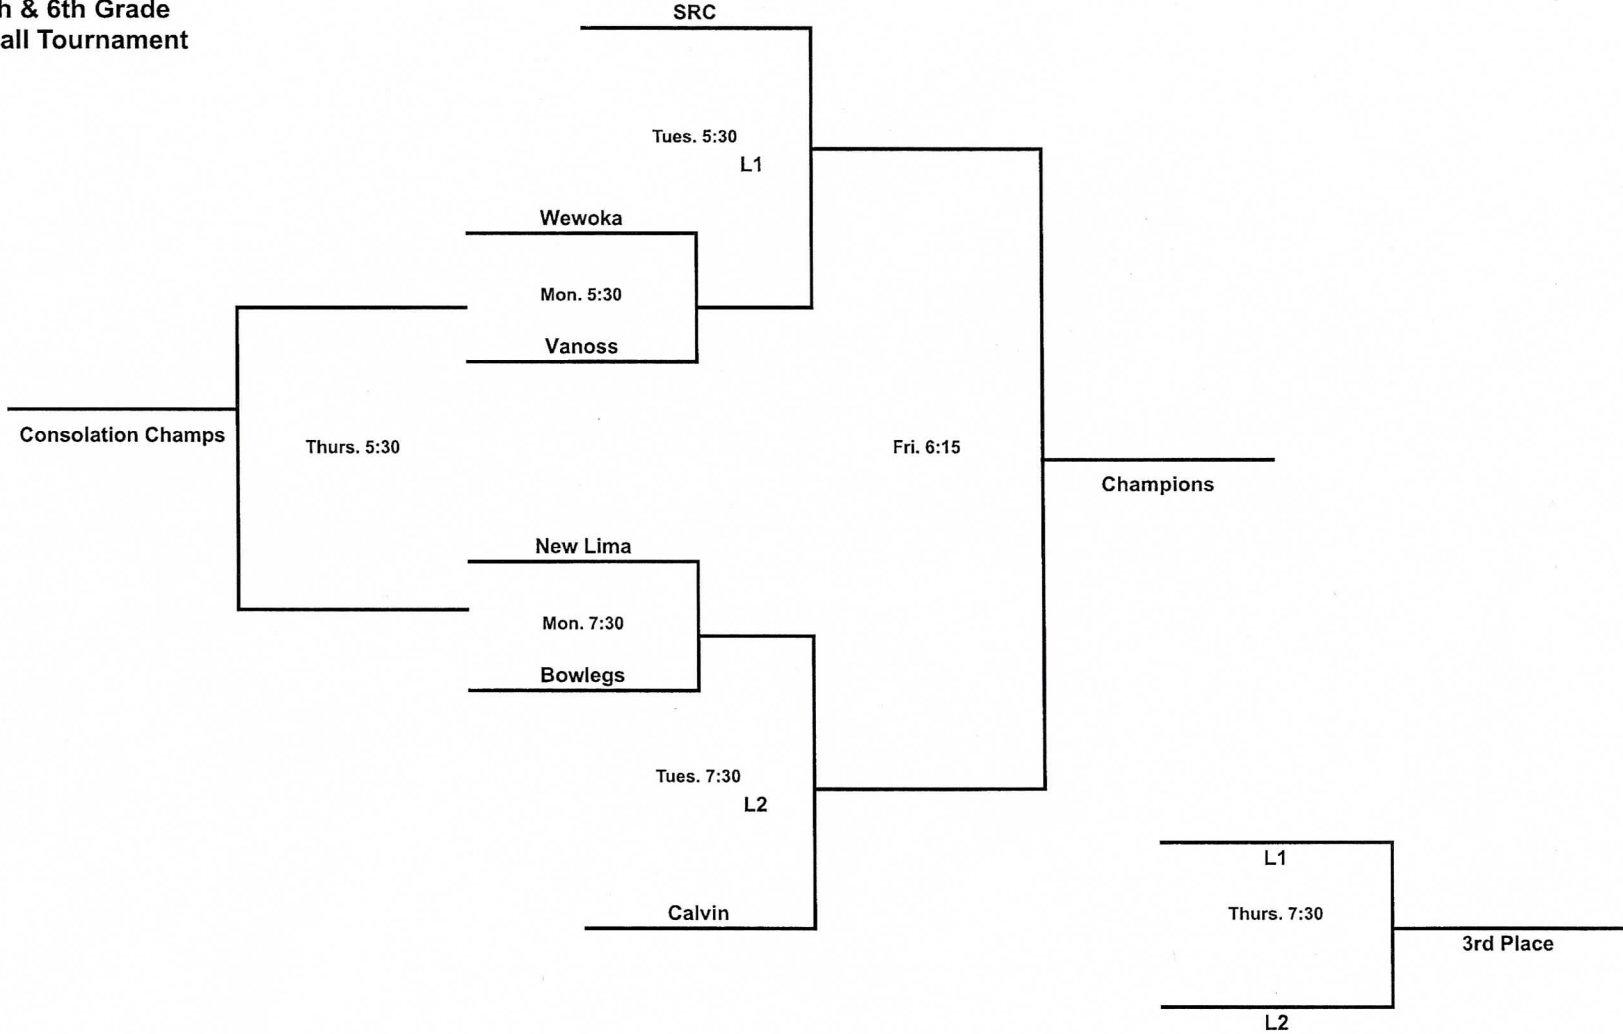 & 6th Grade
Tournament
SRC
Tues. 5:30
L1
Wewoka
Mon. 5:30
Vanoss
Consolation Champs
Thurs. 5:30
Fri. 6:15
Champions
New Lima
Mon. 7:30
Bowlegs
Tues. 7:30
L2
Calvin
L1
Thurs. 7:30
3rd Place
L2